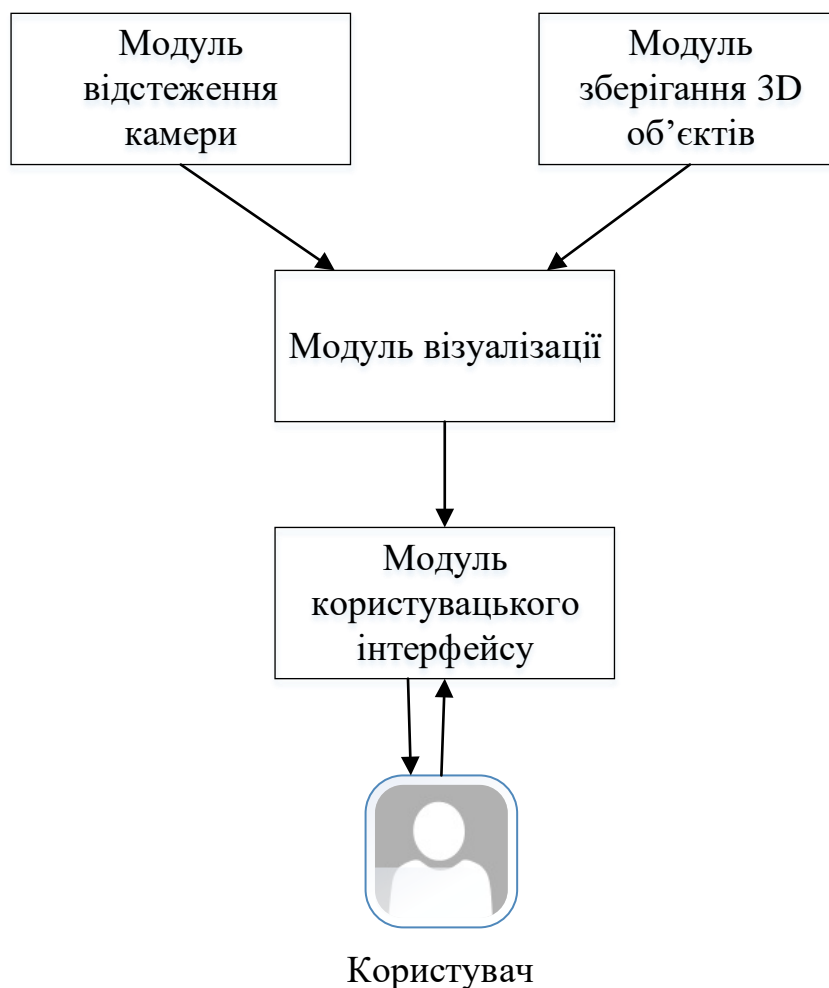 Модуль
відстеження
камери
Модуль
зберігання 3D
об’єктів
Модуль візуалізації
Модуль
користувацького
інтерфейсу
Користувач